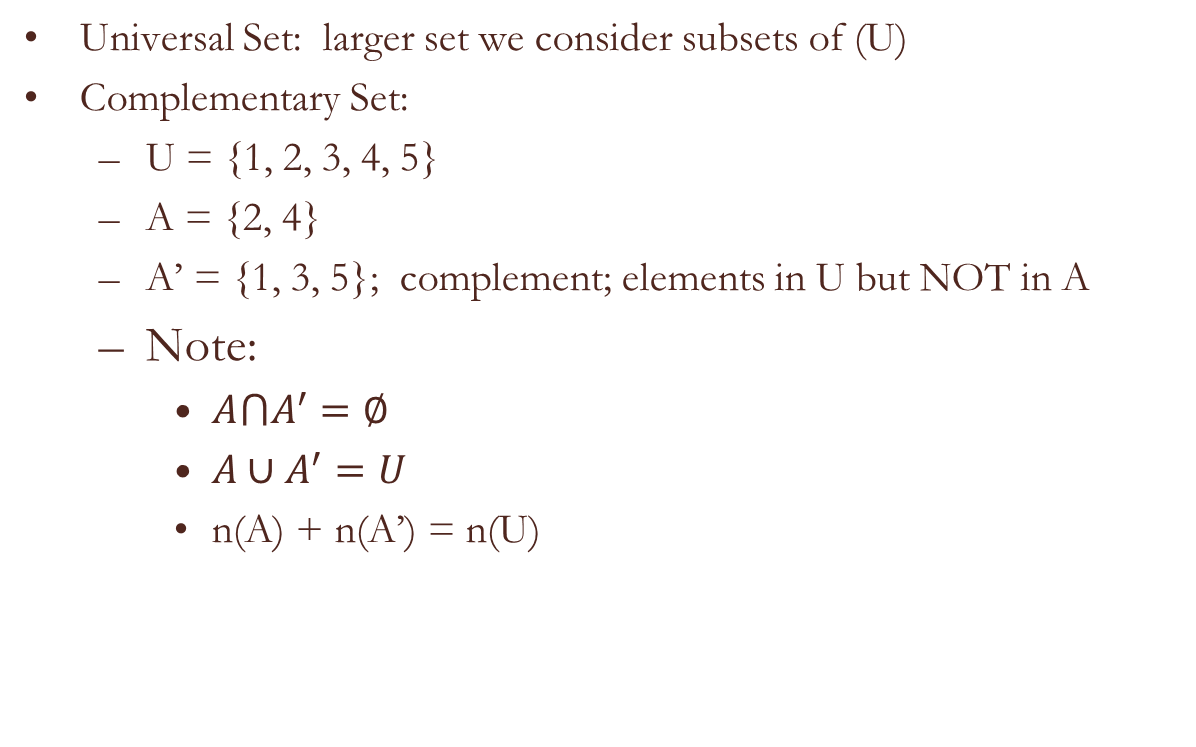 • Universal Set:  larger set we consider subsets of (U)
• Complementary Set:
– U = {1, 2, 3, 4, 5}
– A = {2, 4}
– A’ = {1, 3, 5};  complement; elements in U but NOT in A
– Note:
• A⋂A′ = ∅
• A ∪ A′ = U
• n(A) + n(A’) = n(U)